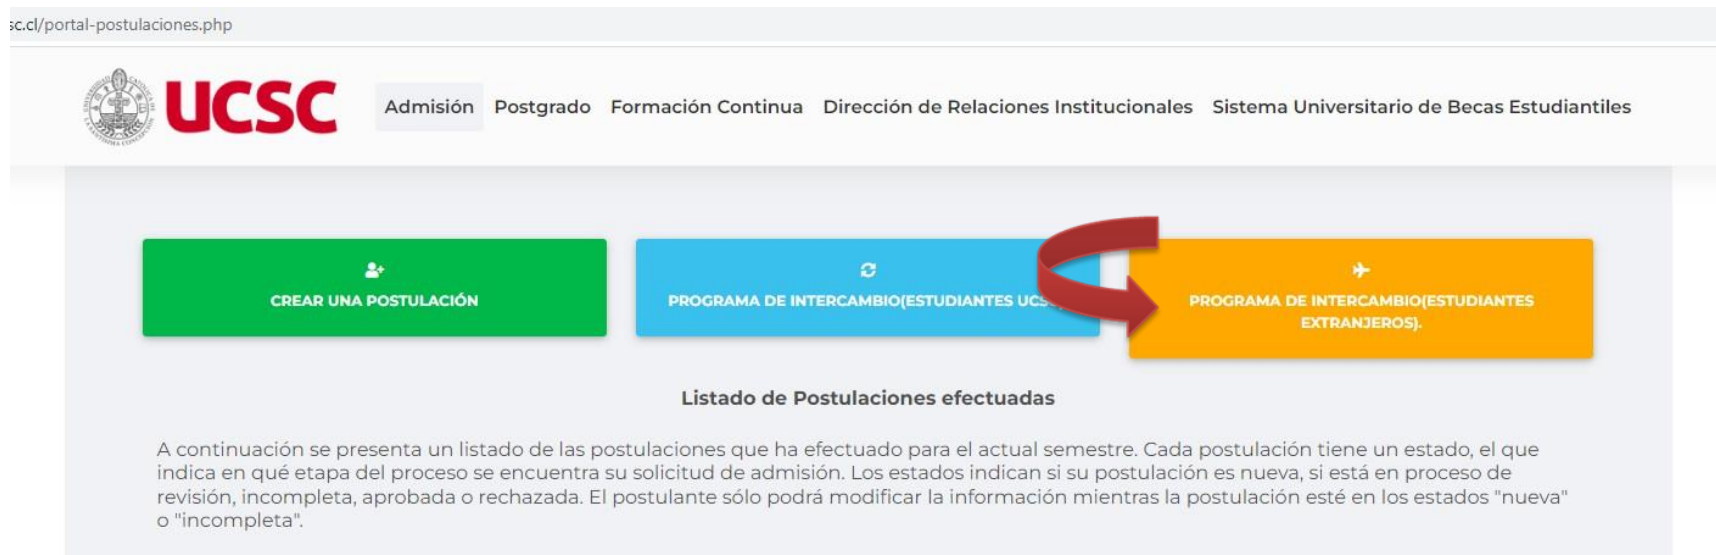 sc.cl/portal-postulaciones.php
UCSC
Admisión Postgrado Formación Continua Dirección de Relaciones Institucionales Sistema Universitario de Becas Estudiantiles
CREAR UNA POSTULACIÓN
PROGRAMA DE INTERCAMBIO(ESTUDIANTES
PROGRAMA DE INTERCAMBIO(ESTUDIANTES
EXTRANJEROS).
Listado de Postulaciones efectuadas
A continuación se presenta un listado de las postulaciones que ha efectuado para el actual semestre. Cada postulación tiene un estado, el que
indica en qué etapa del proceso se encuentra su solicitud de admisión. Los estados indican si su postulación es nueva, si está en proceso de
revisión, incompleta, aprobada o rechazada. El postulante sólo podrá modificar la información mientras la postulación esté en los estados "nueva"
o "incompleta".